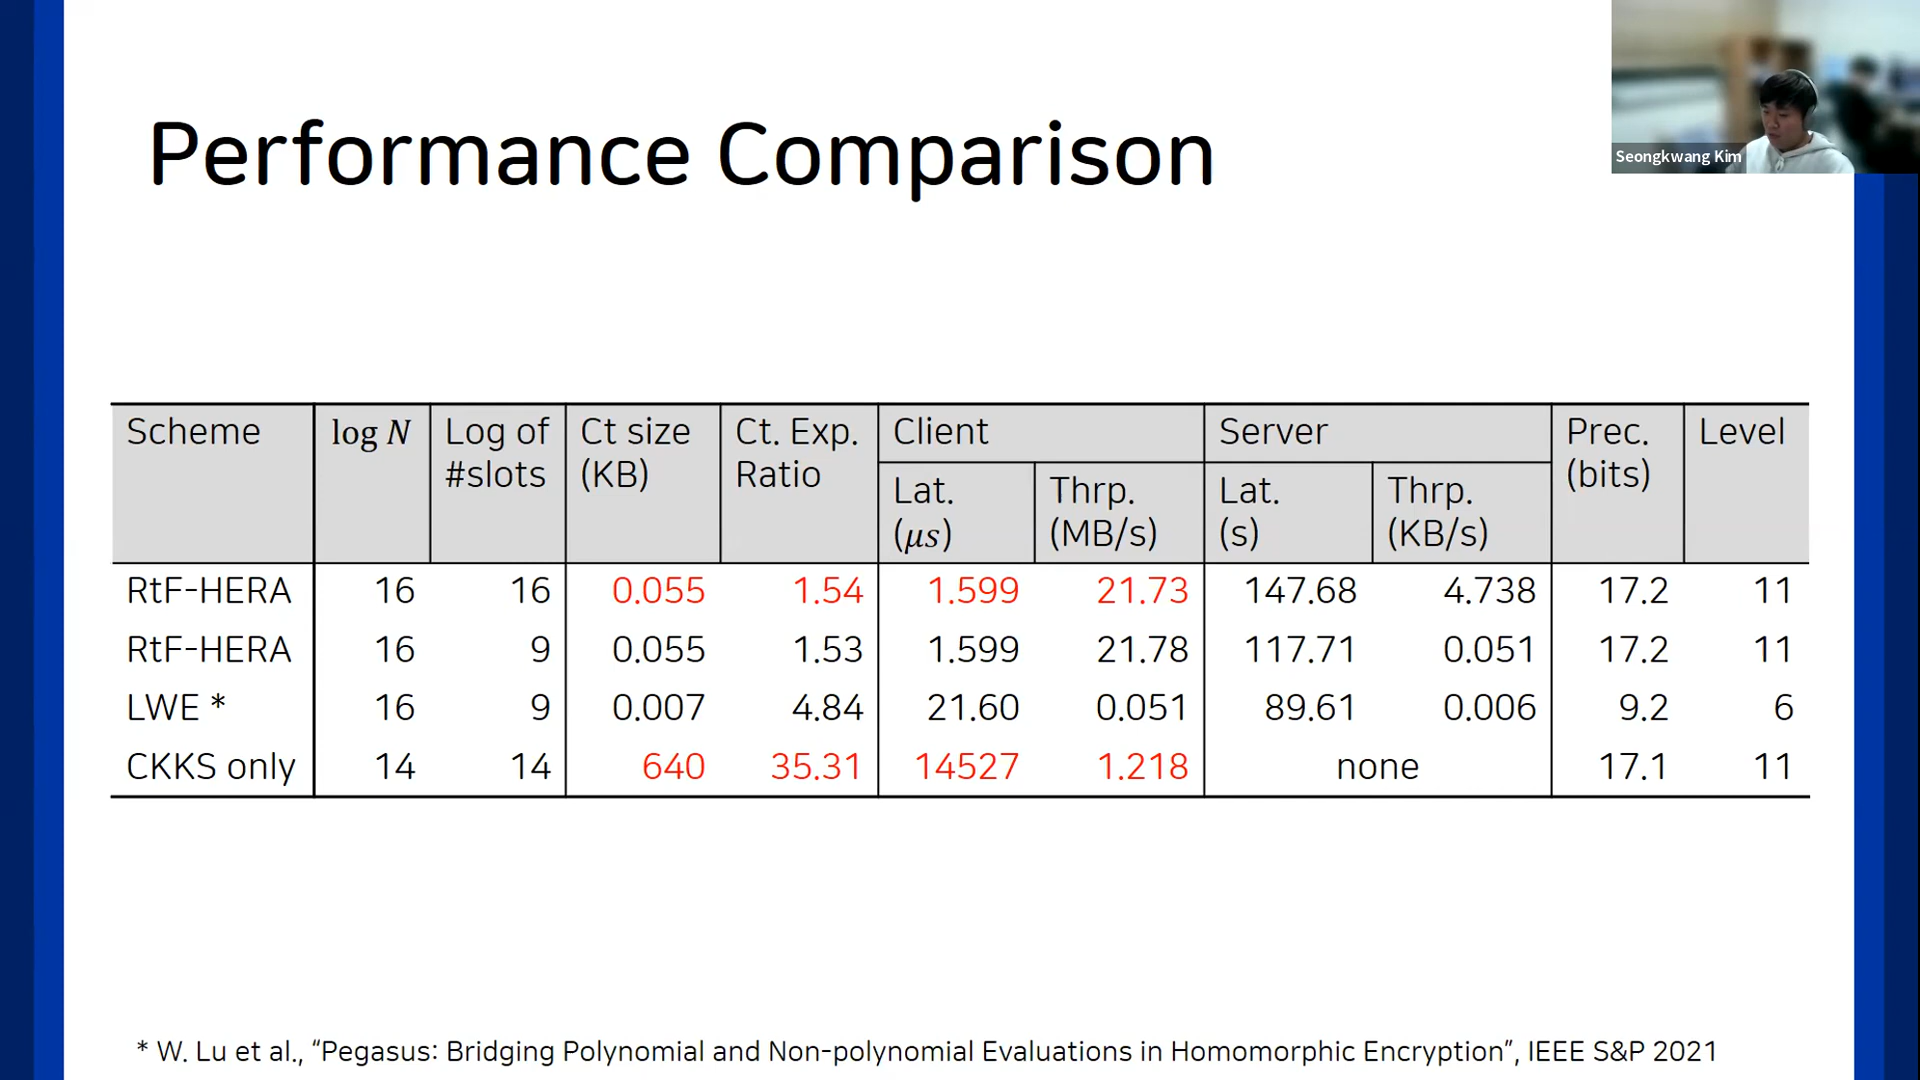 Performance Comparison
Seongkwang Kim
Scheme log N Log of #slots Ct size (KB) Ct. Exp. Ratio Client Server Prec. (bits) Level
Lat. (μs) Thrp. (MB/s) Lat. (s) Thrp. (KB/s)
RtF-HERA 16 16 0.055 1.54 1.599 21.73 147.68 4.738 17.2 11
RtF-HERA 16 9 0.055 1.53 1.599 21.78 117.71 0.051 17.2 11
LWE * 16 9 0.007 4.84 21.60 0.051 89.61 0.006 9.2 6
CKKS only 14 14 640 35.31 14527 1.218 none 17.1 11
* W. Lu et al., “Pegasus: Bridging Polynomial and Non-polynomial Evaluations in Homomorphic Encryption”, IEEE S&P 2021